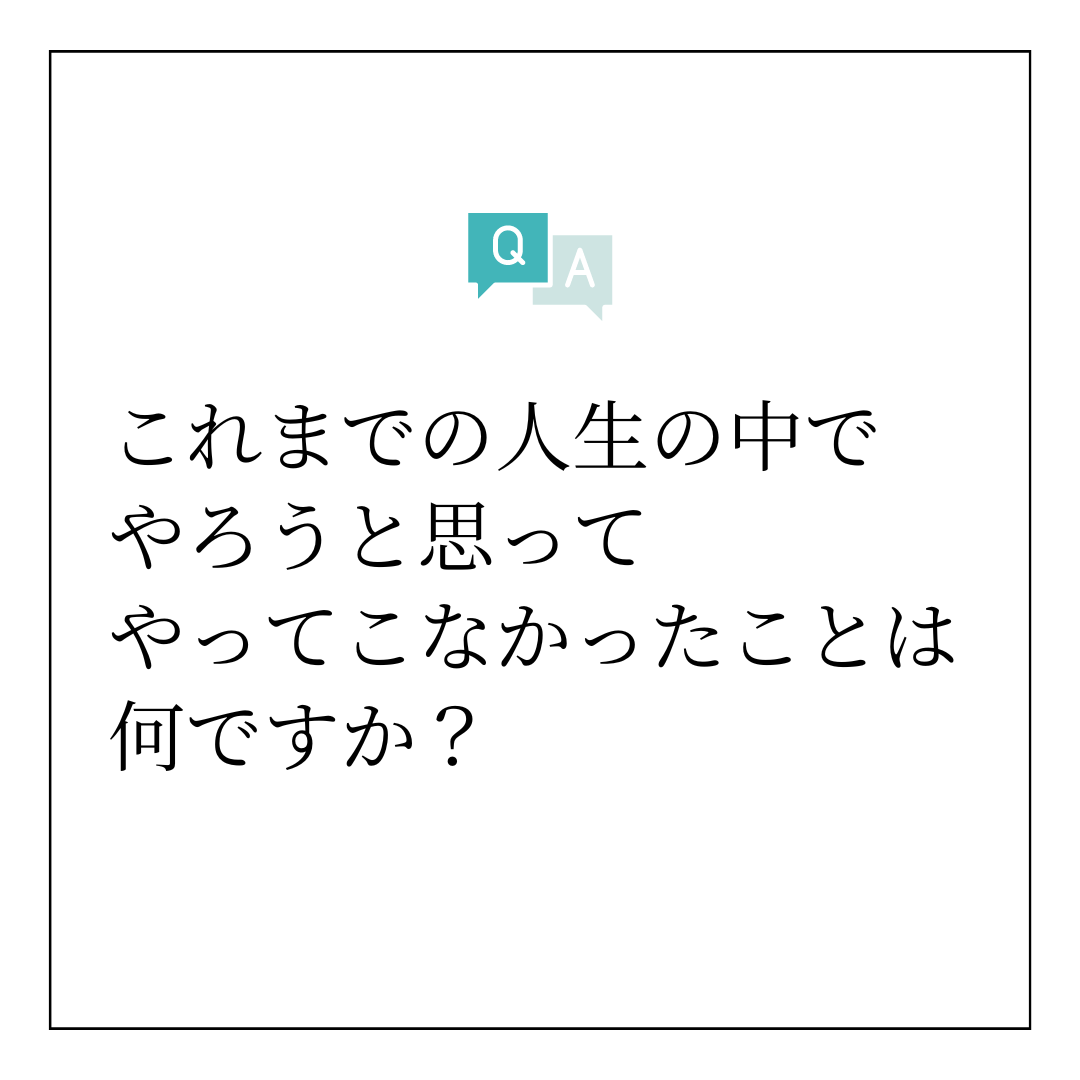 Q
A
これまでの人生の中で
やろうと思って
やってこなかったことは
何ですか？